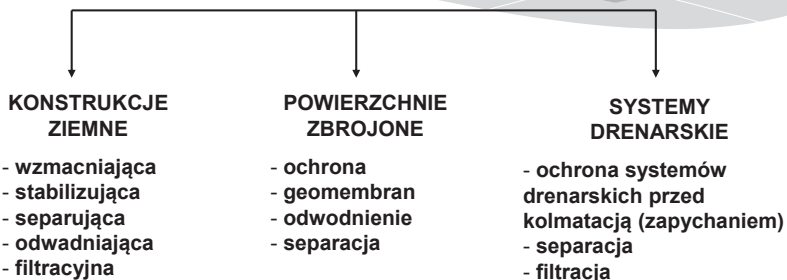 KONSTRUKCJE
ZIEMNE
- wzmacniająca
- stabilizująca
- separująca
- odwadniająca
- filtracyjna
POWIERZCHNIE
ZBROJONE
- ochrona
- geomembran
- odwodnienie
- separacja
SYSTEMY
DRENARSKIE
- ochrona systemów
drenarskich przed
kolmatacją (zapychaniem)
- separacja
- filtracja